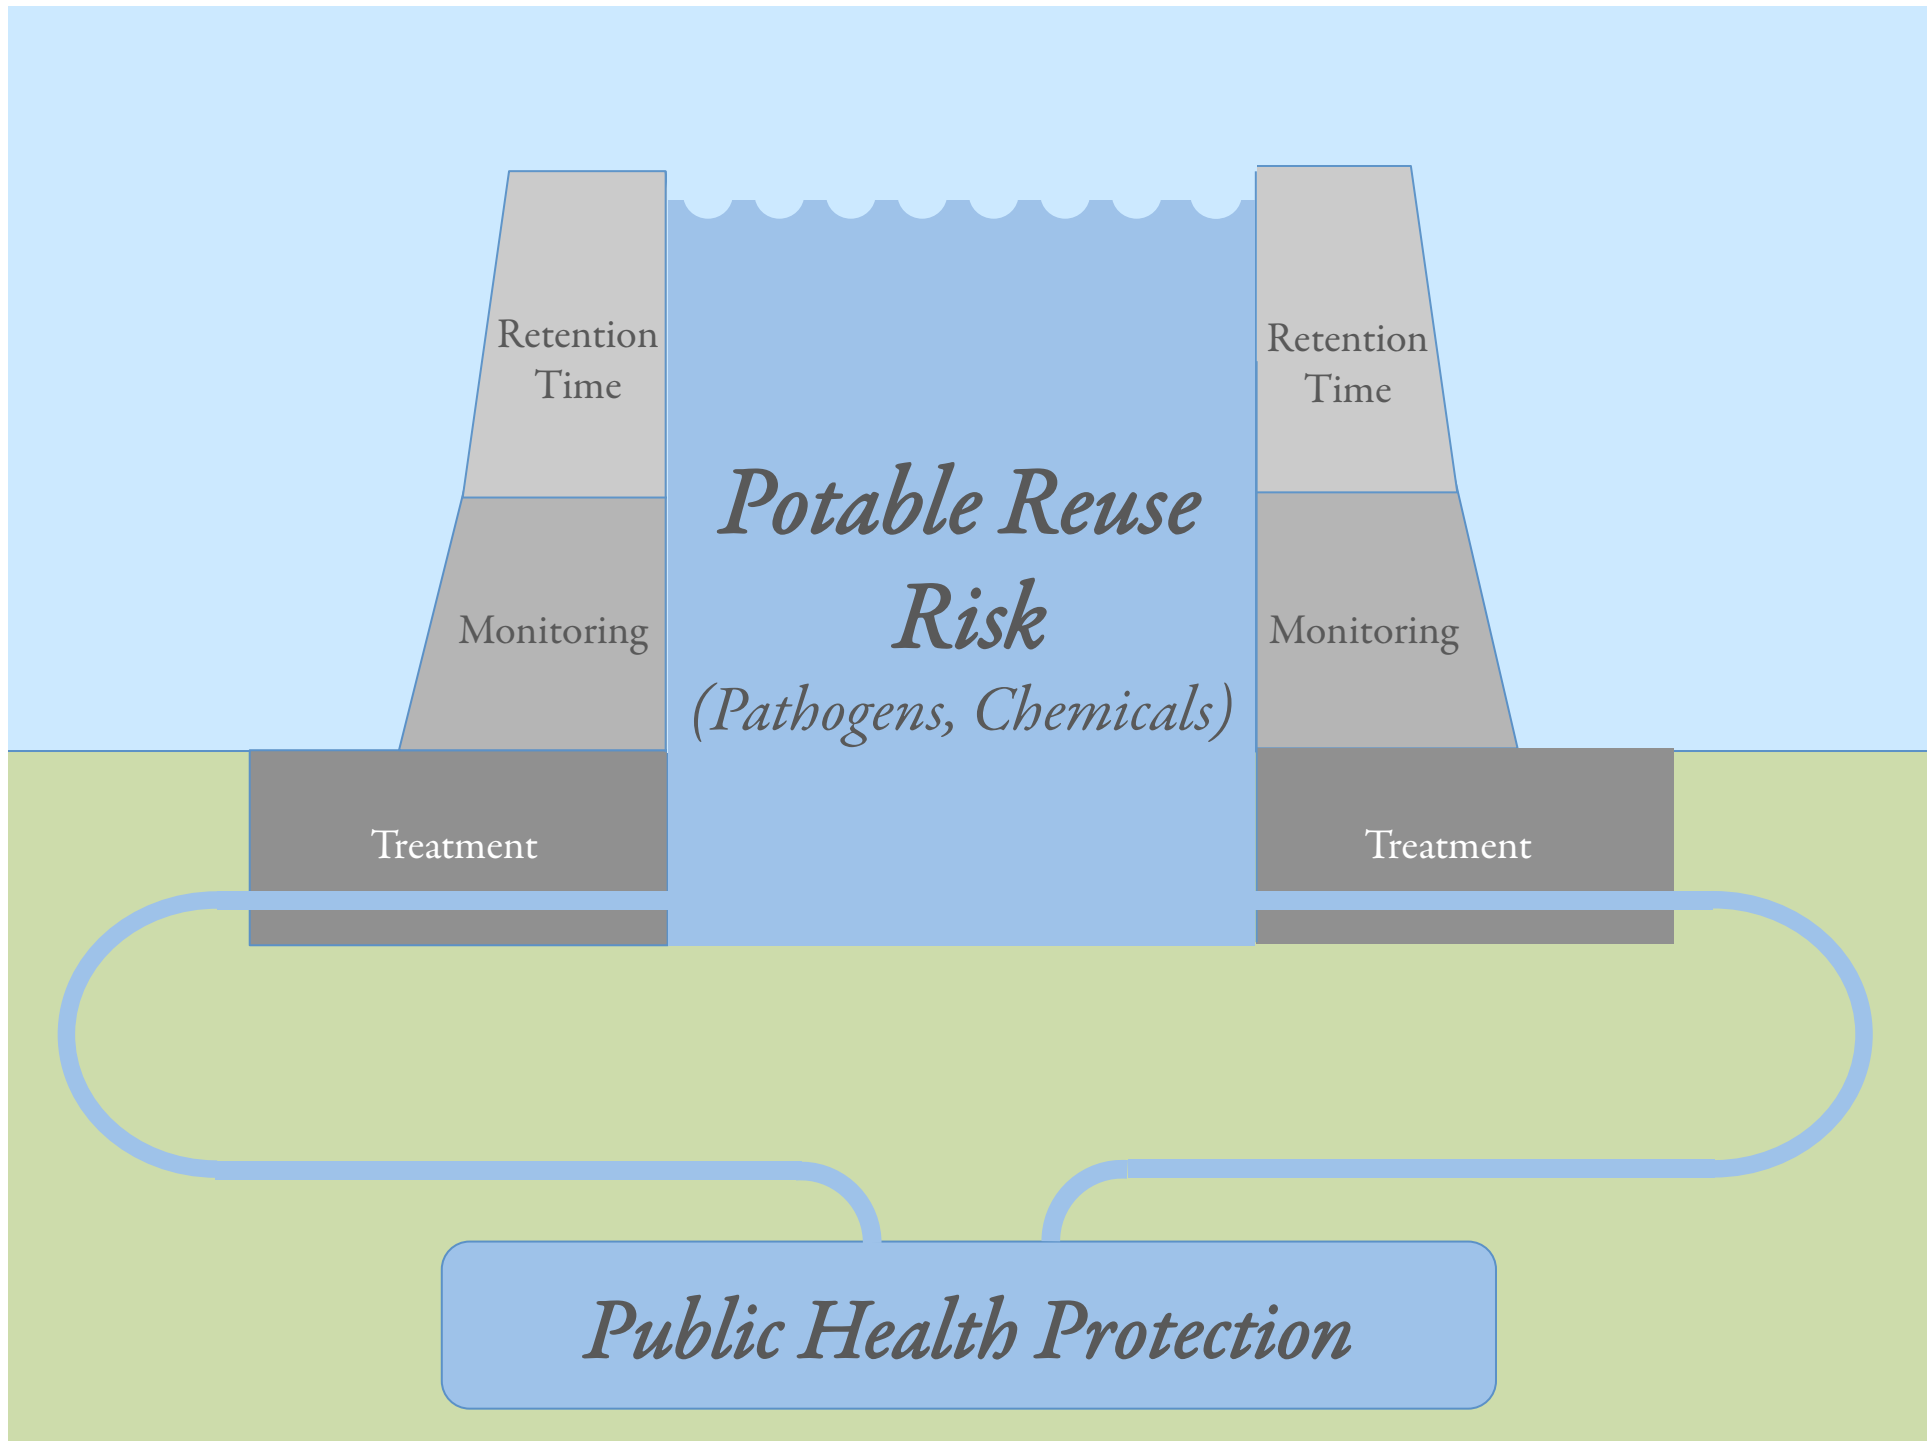 Retention
Time
Retention
Time
Potable Reuse
Risk
(Pathogens, Chemicals)
Monitoring
Monitoring
Treatment
Treatment
Public Health Protection